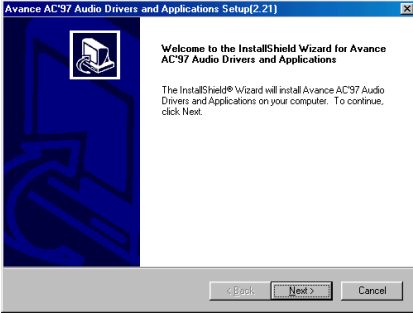 Avance AC'97 Audio Drivers and Applications Setup(2.21)
Welcome to the InstallShield Wizard for Avance
AC'97 Audio Drivers and Applications
The InstallShield® Wizard will install Avance AC'97 Audio
Drivers and Applications on your computer. To continue,
click Next.
< Back Next > Cancel